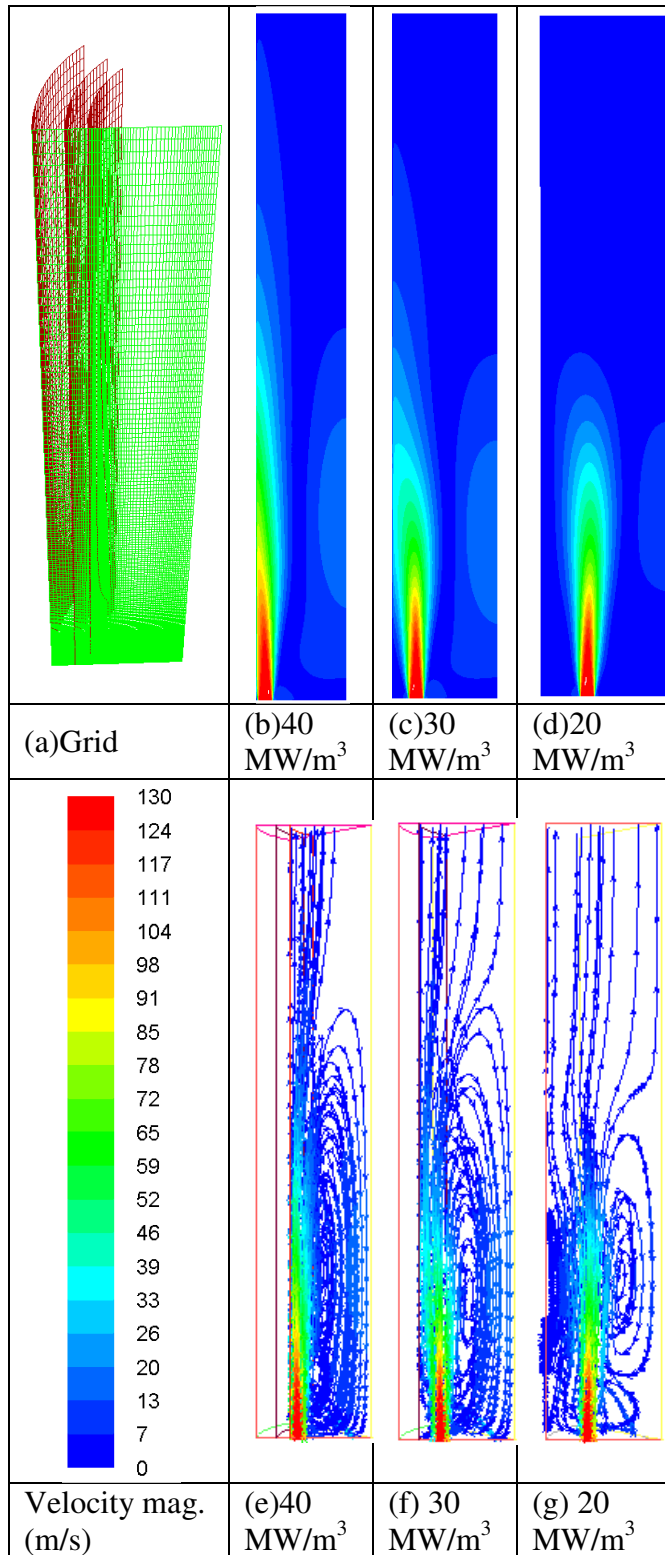 (a)Grid
(b)40
MW/m³
(c)30
MW/m³
(d)20
MW/m³
130
124
117
111
104
98
91
85
78
72
65
59
52
46
39
33
26
20
13
7
0
Velocity mag.
(m/s)
(e)40
MW/m³
(f) 30
MW/m³
(g) 20
MW/m³